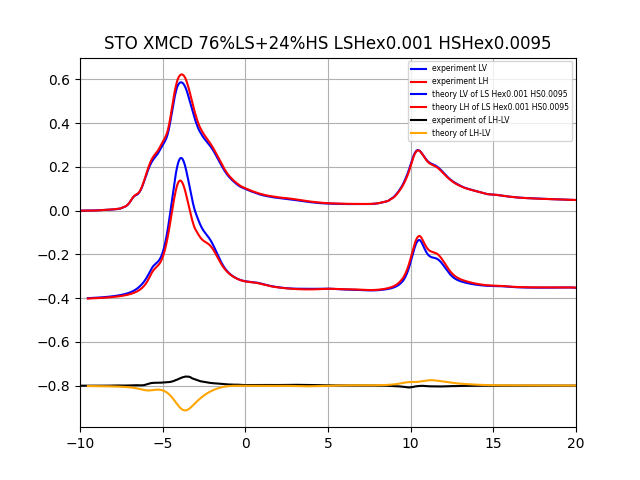 STO XMCD 76%LS+24%HS LSHex0.001 HSHex0.0095
experiment LV
experiment LH
theory LV of LS Hex0.001 HS0.0095
theory LH of LS Hex0.001 HS0.0095
experiment of LH-LV
theory of LH-LV
0.6
0.4
0.2
0.0
−0.2
−0.4
−0.6
−0.8
−10 −5 0 5 10 15 20